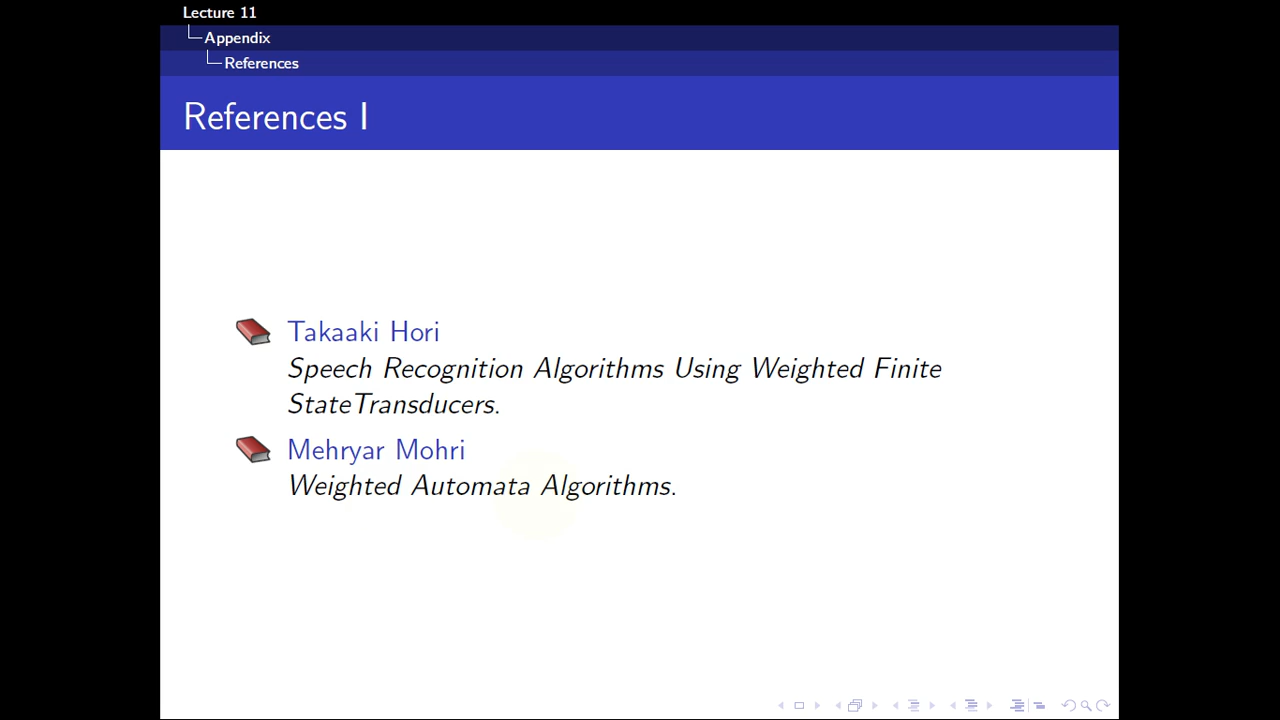 Lecture 11
Appendix
References
References I
Takaaki Hori
Speech Recognition Algorithms Using Weighted Finite
StateTransducers.
Mehryar Mohri
Weighted Automata Algorithms.